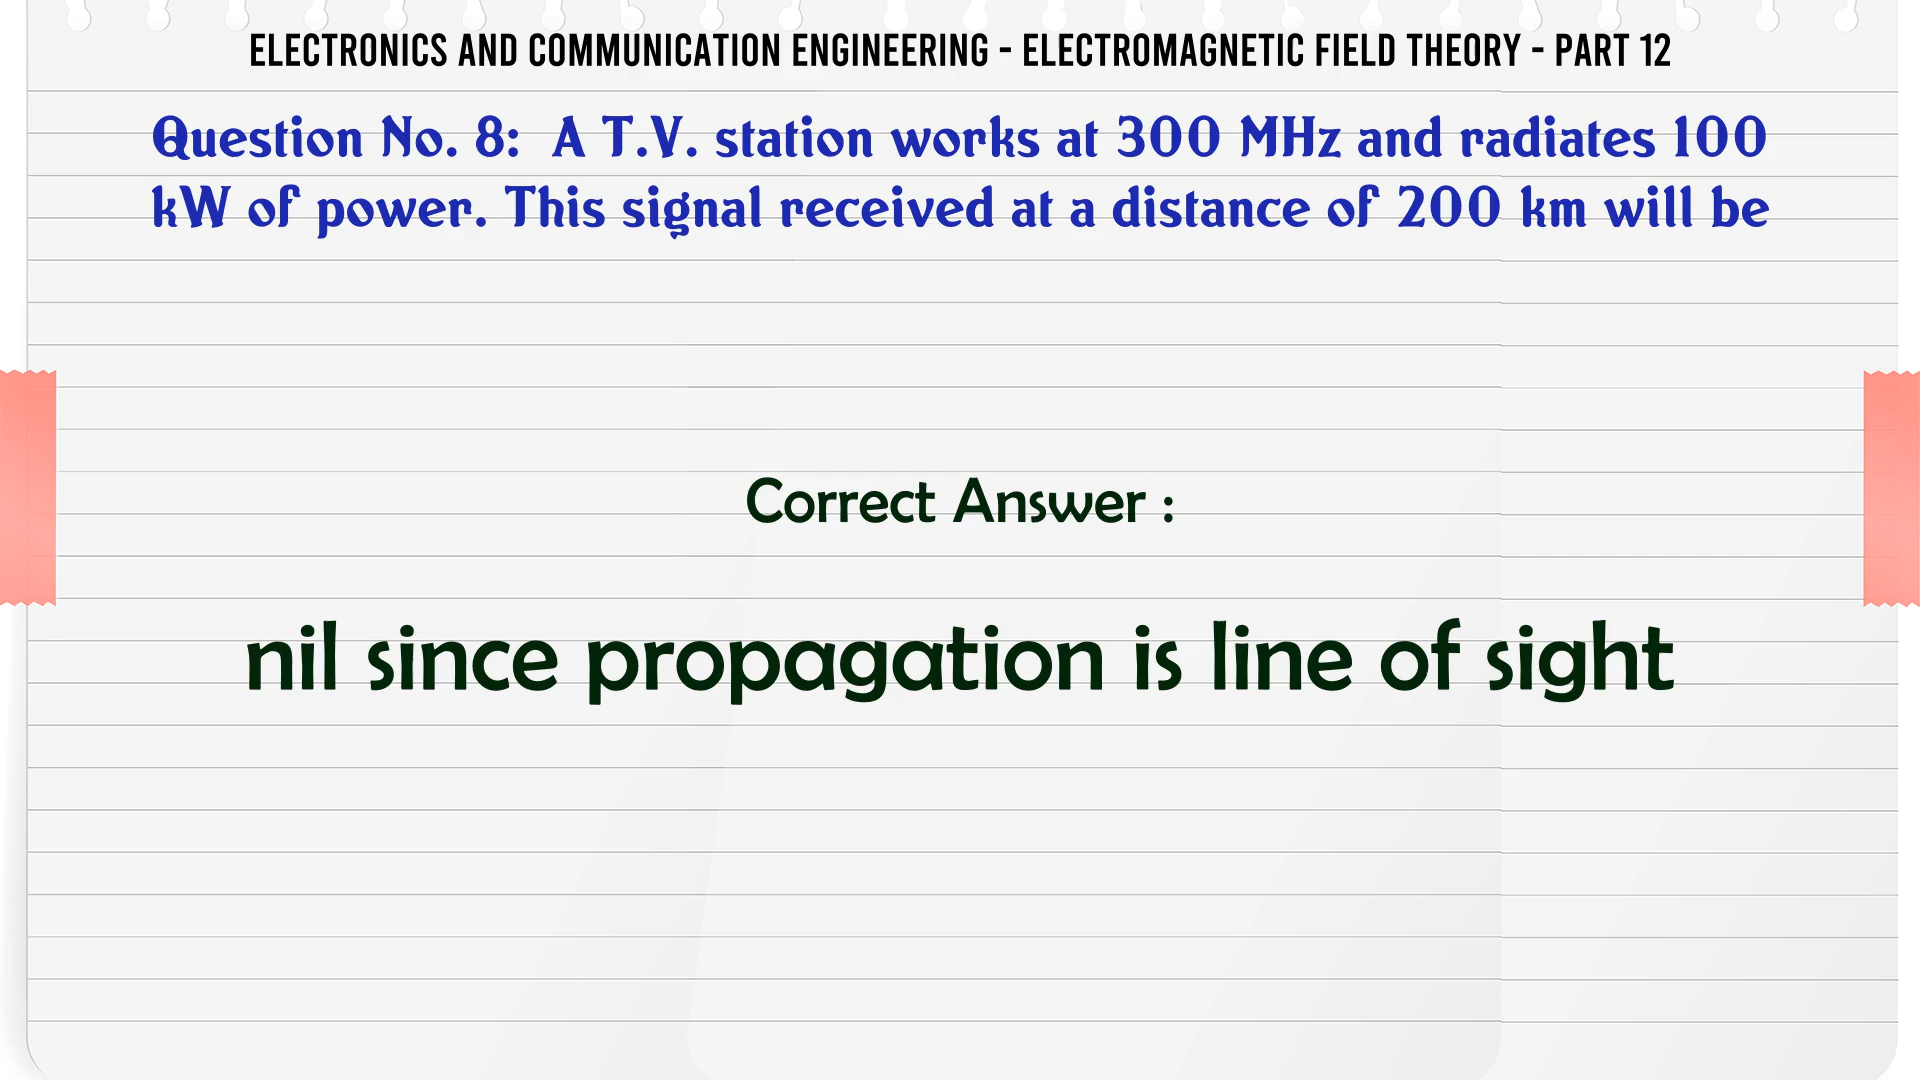 ELECTRONICS AND COMMUNICATION ENGINEERING - ELECTROMAGNETIC FIELD THEORY - PART 12
Question No. 8: A T.V. station works at 300 MHz and radiates 100
kW of power. This signal received at a distance of 200 km will be
Correct Answer :
nil since propagation is line of sight